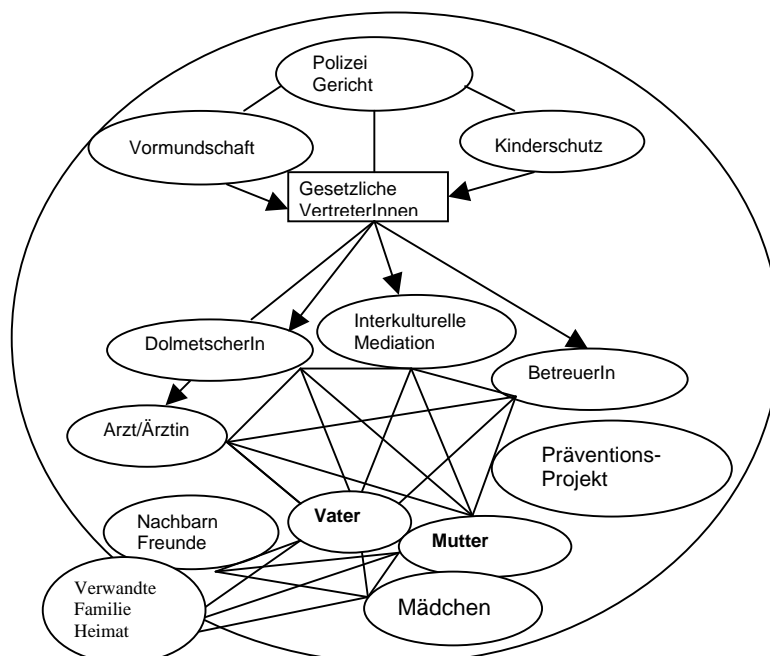 Polizei
Gericht
Vormundschaft
Kinderschutz
Gesetzliche
VertreterInnen
DolmetscherIn
Interkulturelle
Mediation
BetreuerIn
Arzt/Ärztin
Präventions-
Projekt
Nachbarn
Freunde
Vater
Mutter
Verwandte
Familie
Heimat
Mädchen